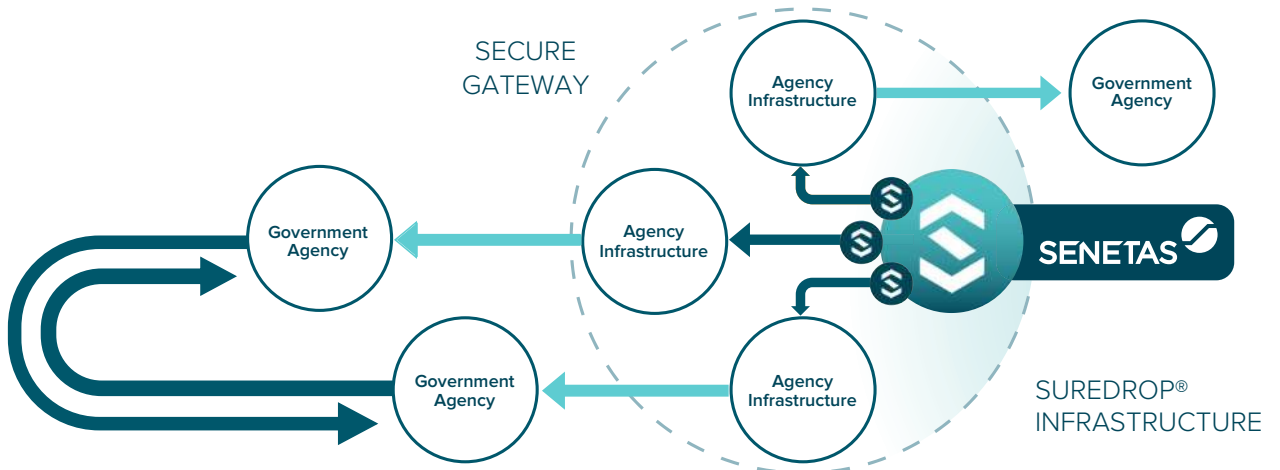 SECURE
GATEWAY
Agency
Infrastructure
Government
Agency
Government
Agency
Agency
Infrastructure
SENETAS
Government
Agency
Agency
Infrastructure
SUREDROP®
INFRASTRUCTURE